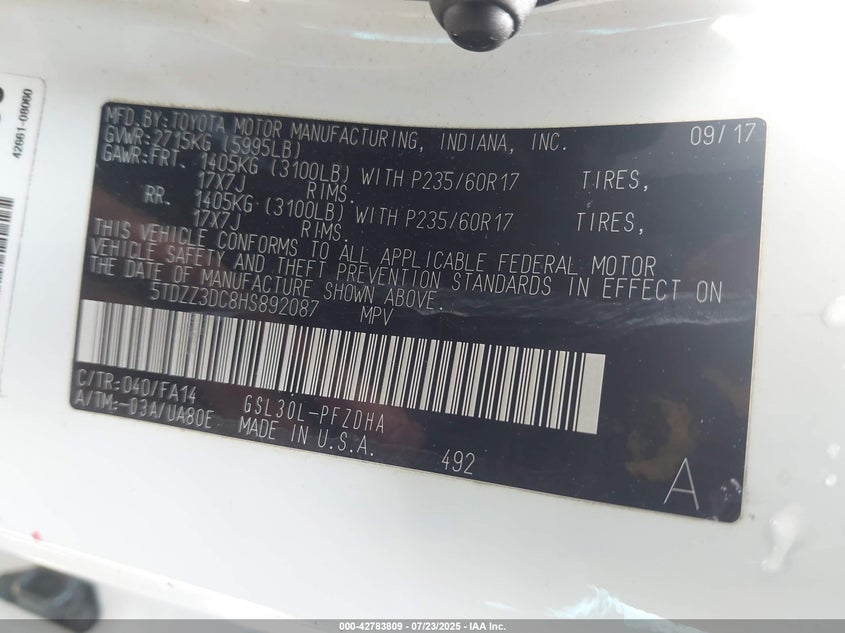 42661-08060
MFD.BY:TOYOTA MOTOR MANUFACTURING, INDIANA, INC. 09/17
GVWR:2715KG (5995LB)
GAWR:FRT. 1405KG (3100LB) WITH P235/60R17 TIRES,
17X7J RIMS.
RR. 1405KG (3100LB) WITH P235/60R17 TIRES,
17X7J RIMS.
THIS VEHICLE CONFORMS TO ALL APPLICABLE FEDERAL MOTOR
VEHICLE SAFETY AND THEFT PREVENTION STANDARDS IN EFFECT ON
THE DATE OF MANUFACTURE SHOWN ABOVE.
5TDZZ3DC8HS892087 MPV
C/TR:040/FA14 GSL30L-PFZDHA
A/TM:-03A/UA80E MADE IN U.S.A.
492
A
000-42783809 - 07/23/2025 - IAA Inc.